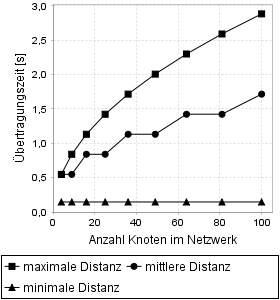 3,0
2,5
2,0
1,5
1,0
0,5
0,0
Übertragungszeit [s]
0 20 40 60 80 100
Anzahl Knoten im Netzwerk
maximale Distanz mittlere Distanz
minimale Distanz